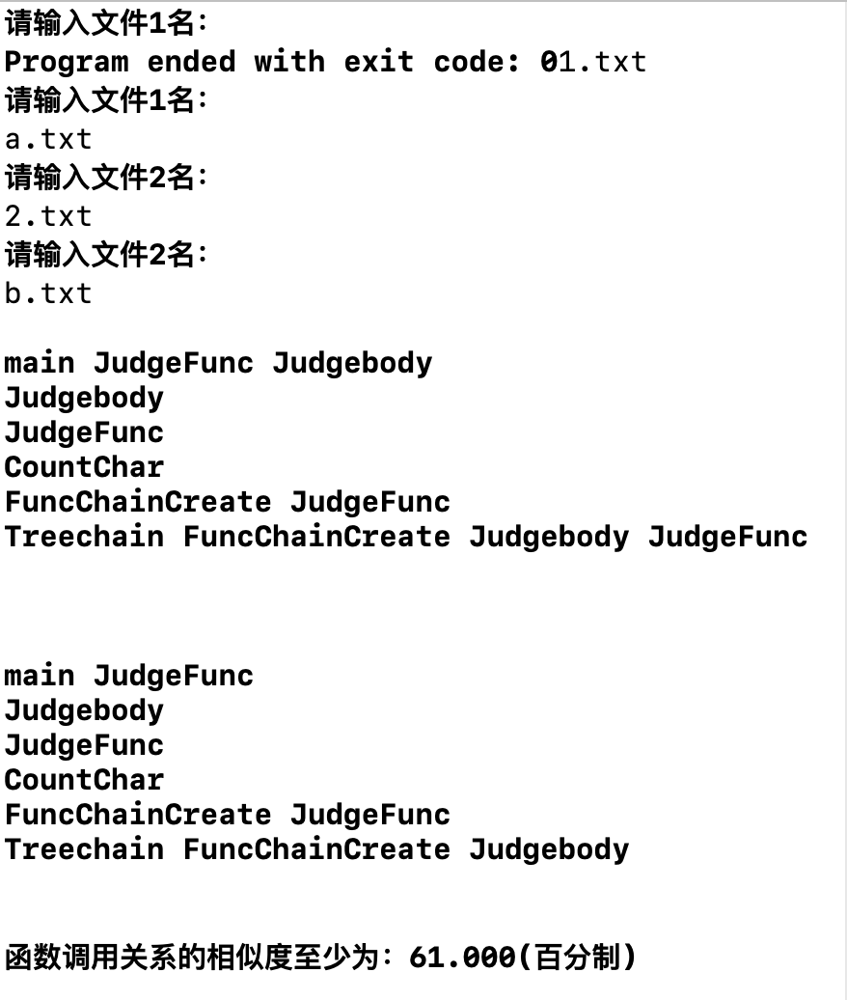 请输入文件1名：
Program ended with exit code: 01.txt
请输入文件1名：
a.txt
请输入文件2名：
2.txt
请输入文件2名：
b.txt
main JudgeFunc Judgebody
Judgebody
JudgeFunc
CountChar
FuncChainCreate JudgeFunc
Treechain FuncChainCreate Judgebody JudgeFunc
main JudgeFunc
Judgebody
JudgeFunc
CountChar
FuncChainCreate JudgeFunc
Treechain FuncChainCreate Judgebody
函数调用关系的相似度至少为：61.000(百分制)